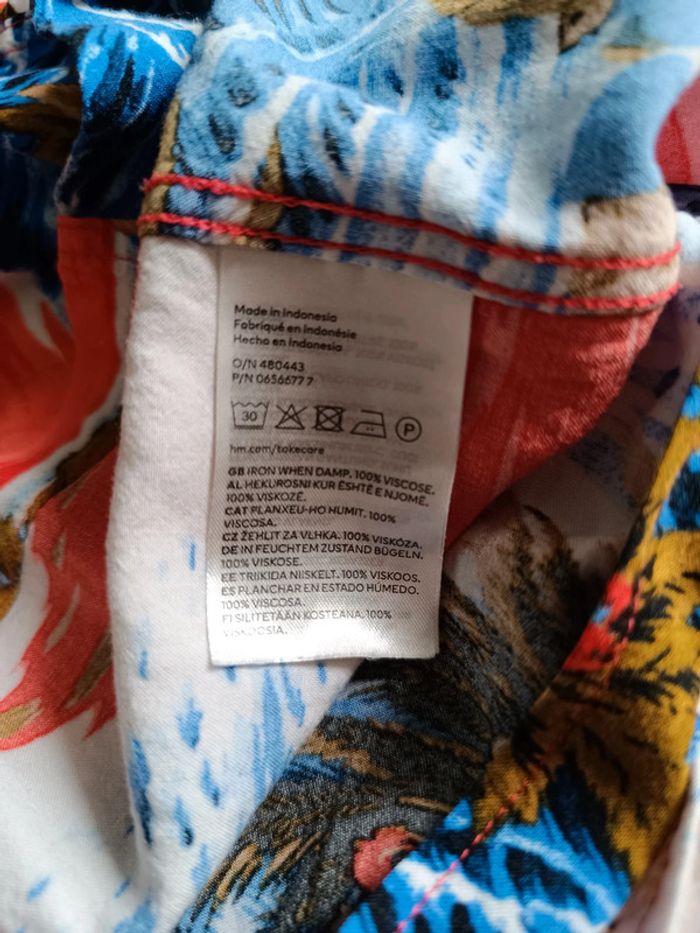 Made in Indonesia
Fabriqué en Indonésie
Hecho en Indonesia
O/N 480443
P/N 0656677 7
30
P
hm.com/takecare
GB IRON WHEN DAMP. 100% VISCOSE.
AL HEKUROSNI KUR ËSHTË E NJOMË.
100% VISKOZË.
CAT PLANXEU-HO HUMIT. 100%
VISCOSA.
CZ ŽEHLIT ZA VLHKA. 100% VISKÓZA.
DE IN FEUCHTEM ZUSTAND BÜGELN.
100% VISKOSE.
EE TRIIKIDA NIISKELT. 100% VISKOOS.
ES PLANCHAR EN ESTADO HÚMEDO.
100% VISCOSA.
FI SILITETÄÄN KOSTEANA. 100%
VISKOOSIA.